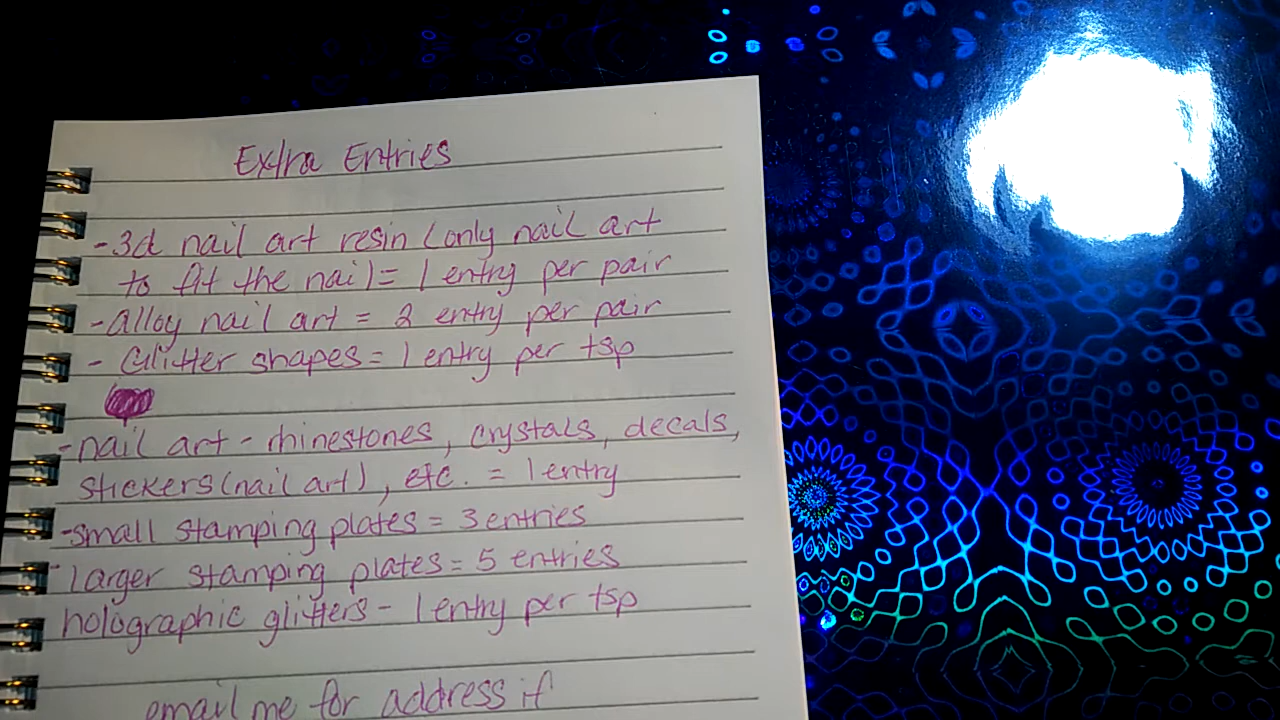 Extra Entries
-3d nail art resin (only nail art
to fit the nail = 1 entry per pair
-alloy nail art = 2 entry per pair
- Glitter shapes = 1 entry per tsp
-nail art - rhinestones, crystals, decals,
stickers (nail art), etc. = 1 entry
-small stamping plates = 3 entries
-larger stamping plates = 5 entries
holographic glitters - 1 entry per tsp
email me for address if